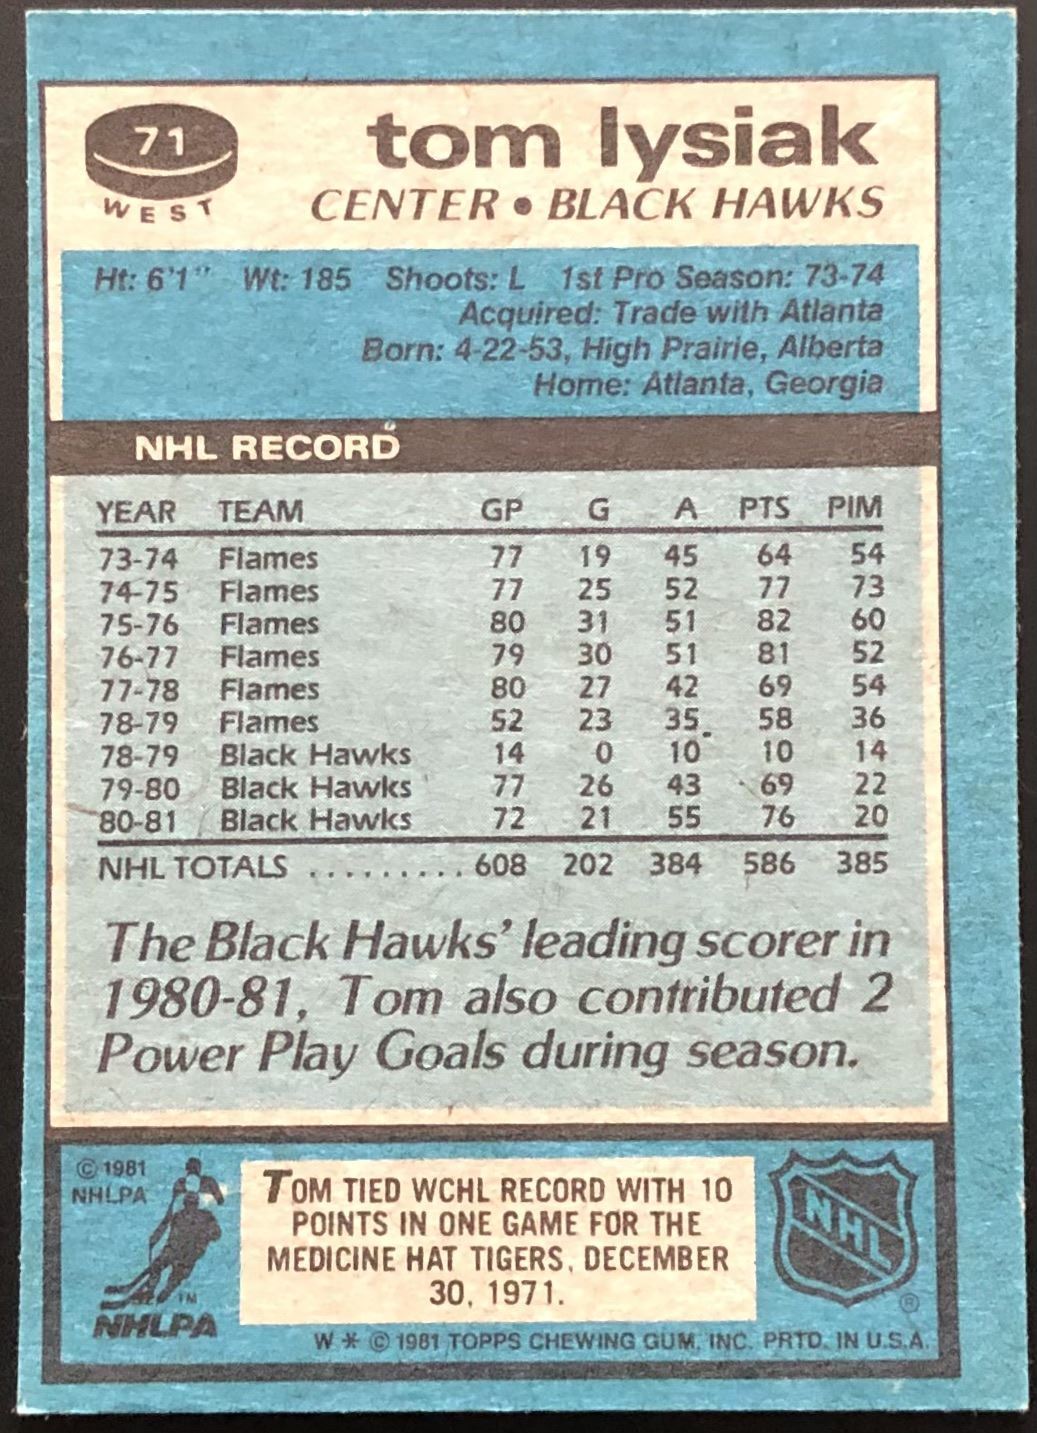 71
WEST
tom lysiak
CENTER • BLACK HAWKS
Ht: 6'1" Wt: 185 Shoots: L 1st Pro Season: 73-74
Acquired: Trade with Atlanta
Born: 4-22-53, High Prairie, Alberta
Home: Atlanta, Georgia
NHL RECORD
YEAR TEAM GP G A PTS PIM
73-74 Flames 77 19 45 64 54
74-75 Flames 77 25 52 77 73
75-76 Flames 80 31 51 82 60
76-77 Flames 79 30 51 81 52
77-78 Flames 80 27 42 69 54
78-79 Flames 52 23 35 58 36
78-79 Black Hawks 14 0 10 10 14
79-80 Black Hawks 77 26 43 69 22
80-81 Black Hawks 72 21 55 76 20
NHL TOTALS ......... 608 202 384 586 385
The Black Hawks' leading scorer in
1980-81, Tom also contributed 2
Power Play Goals during season.
© 1981
NHLPA
TM
NHLPA
TOM TIED WCHL RECORD WITH 10
POINTS IN ONE GAME FOR THE
MEDICINE HAT TIGERS, DECEMBER
30, 1971.
NHL
®
W * © 1981 TOPPS CHEWING GUM, INC. PRTD. IN U.S.A.